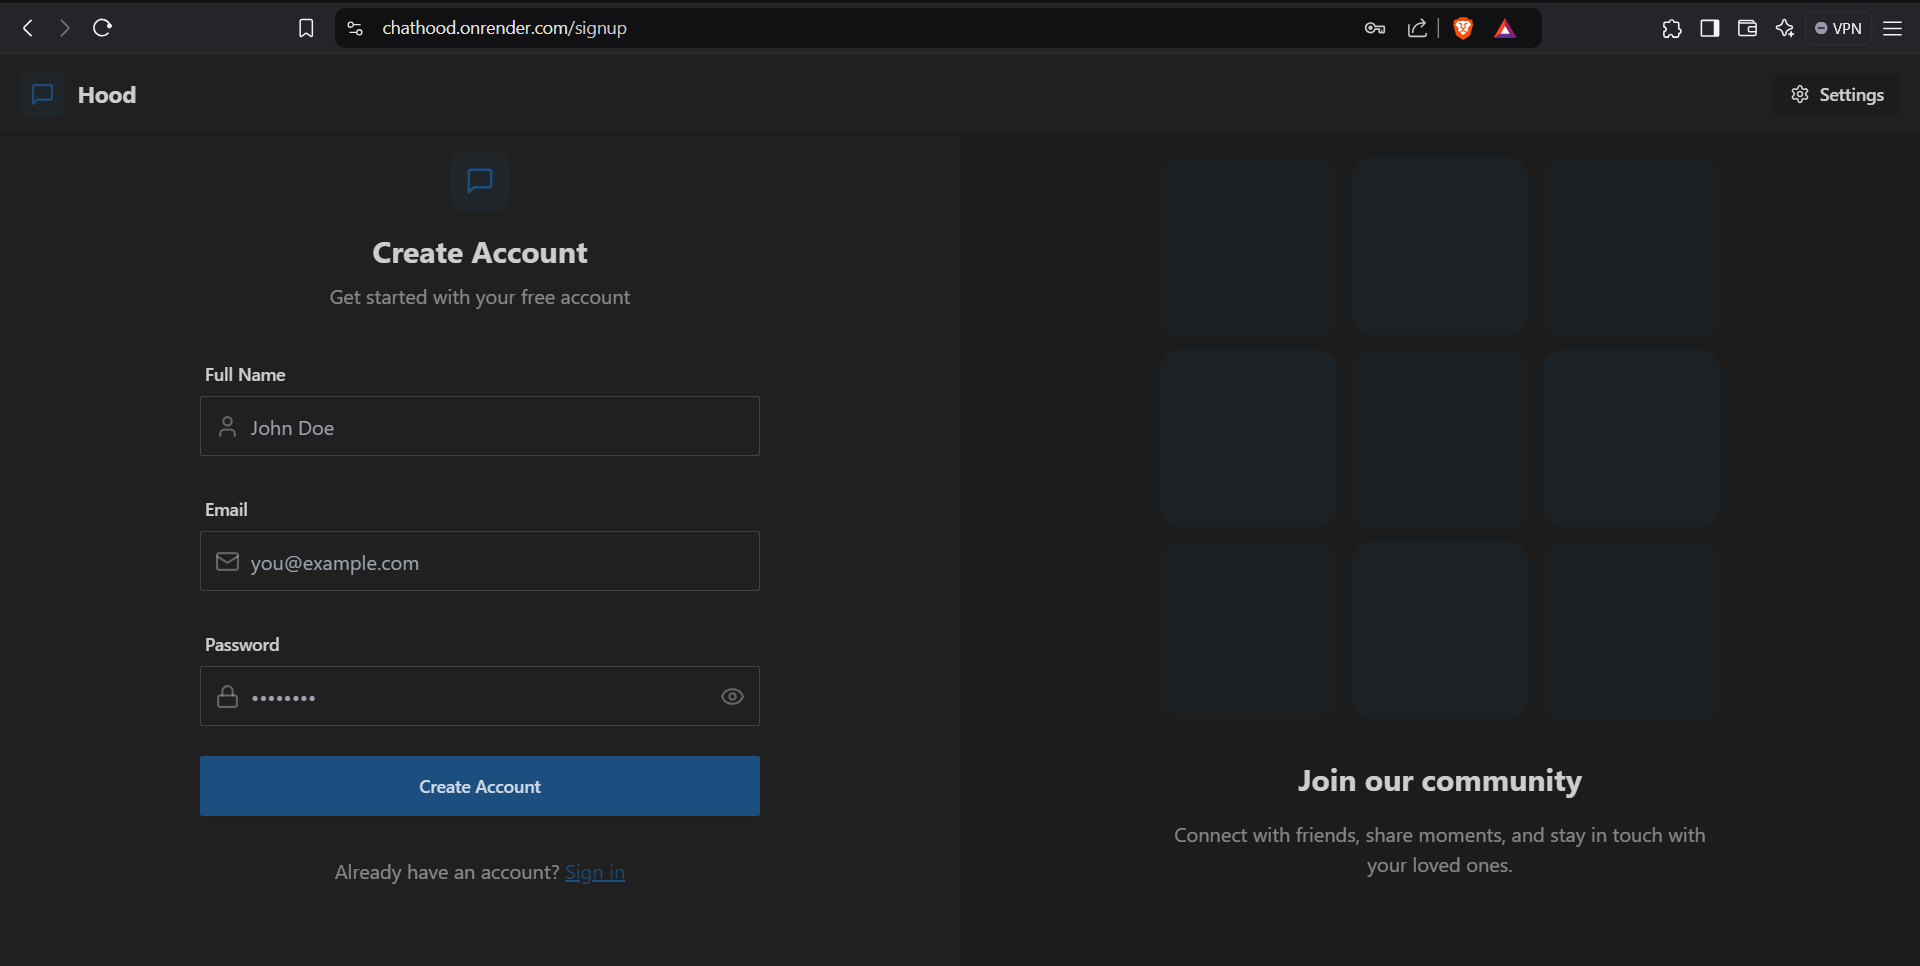 chathood.onrender.com/signup
VPN
Hood
Settings
Create Account
Get started with your free account
Full Name
John Doe
Email
you@example.com
Password
••••••••
Create Account
Already have an account? Sign in
Join our community
Connect with friends, share moments, and stay in touch with
your loved ones.